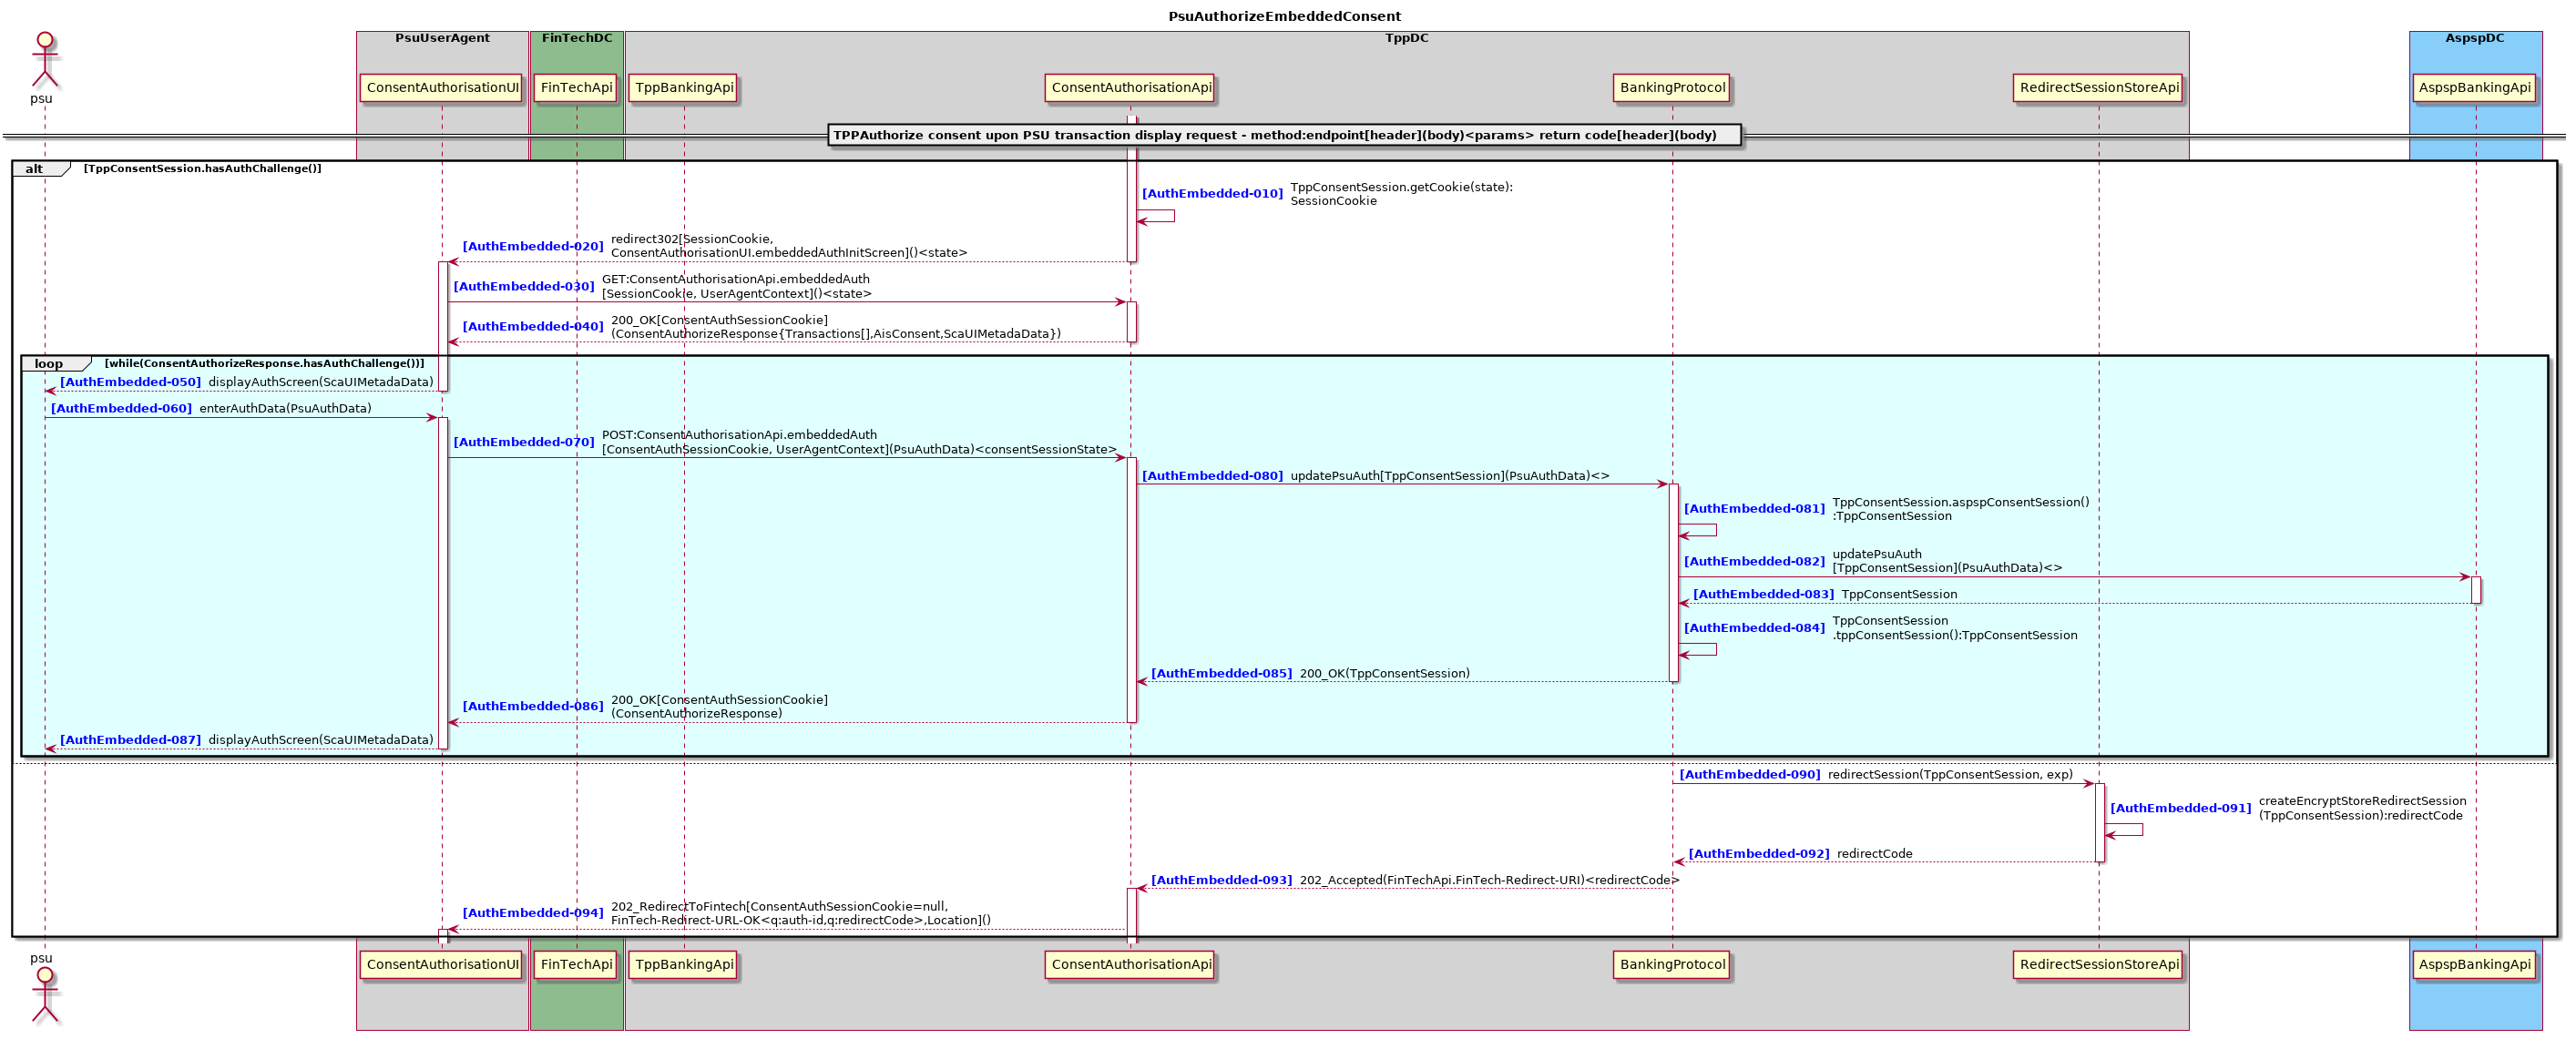 PsuAuthorizeEmbeddedConsent
PsuUserAgent
FinTechDC
TppDC
AspspDC
psu
ConsentAuthorisationUI
FinTechApi
TppBankingApi
ConsentAuthorisationApi
BankingProtocol
RedirectSessionStoreApi
AspspBankingApi
TPPAuthorize consent upon PSU transaction display request - method:endpoint[header](body)<params> return code[header](body)
alt [TppConsentSession.hasAuthChallenge()]
[AuthEmbedded-010] TppConsentSession.getCookie(state):
SessionCookie
[AuthEmbedded-020] redirect302[SessionCookie,
ConsentAuthorisationUI.embeddedAuthInitScreen]()<state>
[AuthEmbedded-030] GET:ConsentAuthorisationApi.embeddedAuth
[SessionCookie, UserAgentContext]()<state>
[AuthEmbedded-040] 200_OK[ConsentAuthSessionCookie]
(ConsentAuthorizeResponse{Transactions[],AisConsent,ScaUIMetaData})
loop [while(ConsentAuthorizeResponse.hasAuthChallenge())]
[AuthEmbedded-050] displayAuthScreen(ScaUIMetadaData)
[AuthEmbedded-060] enterAuthData(PsuAuthData)
[AuthEmbedded-070] POST:ConsentAuthorisationApi.embeddedAuth
[ConsentAuthSessionCookie, UserAgentContext](PsuAuthData)<consentSessionState>
[AuthEmbedded-080] updatePsuAuth[TppConsentSession](PsuAuthData)<>
[AuthEmbedded-081] TppConsentSession.aspspConsentSession()
:TppConsentSession
[AuthEmbedded-082] updatePsuAuth
[TppConsentSession](PsuAuthData)<>
[AuthEmbedded-083] TppConsentSession
[AuthEmbedded-084] TppConsentSession
.tppConsentSession():TppConsentSession
[AuthEmbedded-085] 200_OK(TppConsentSession)
[AuthEmbedded-086] 200_OK[ConsentAuthSessionCookie]
(ConsentAuthorizeResponse)
[AuthEmbedded-087] displayAuthScreen(ScaUIMetadaData)
[AuthEmbedded-090] redirectSession(TppConsentSession, exp)
[AuthEmbedded-091] createEncryptStoreRedirectSession
(TppConsentSession):redirectCode
[AuthEmbedded-092] redirectCode
[AuthEmbedded-093] 202_Accepted(FinTechApi.FinTech-Redirect-URI)<redirectCode>
[AuthEmbedded-094] 202_RedirectToFintech[ConsentAuthSessionCookie=null,
FinTech-Redirect-URL-OK<q:auth-id,q:redirectCode>,Location]()
psu
ConsentAuthorisationUI
FinTechApi
TppBankingApi
ConsentAuthorisationApi
BankingProtocol
RedirectSessionStoreApi
AspspBankingApi